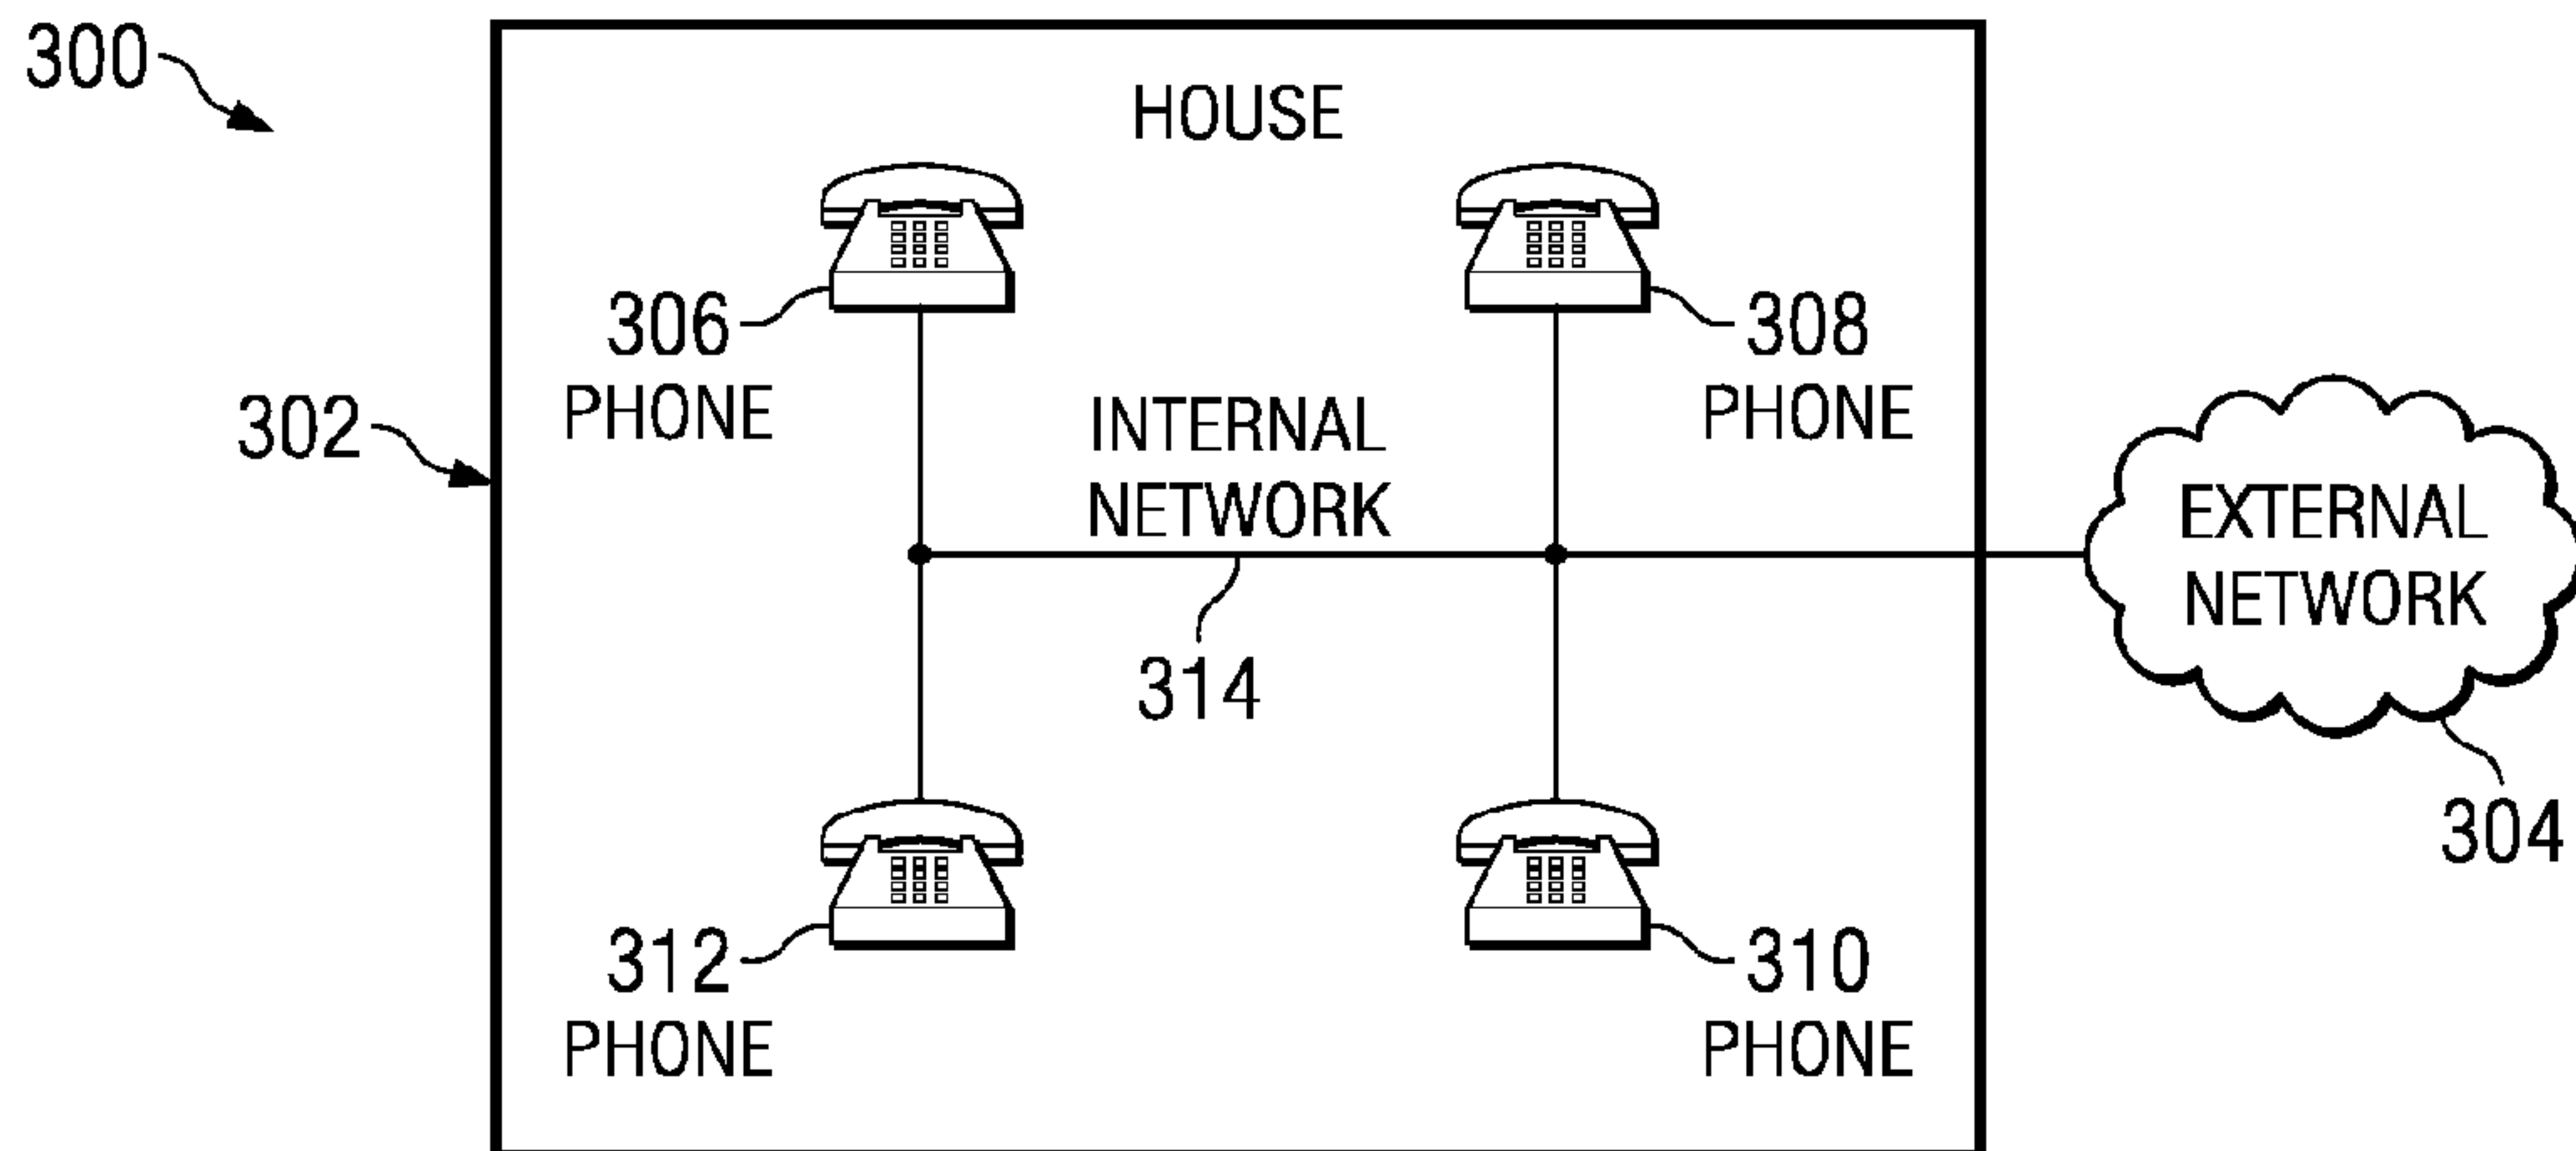 300
HOUSE
306
PHONE
308
PHONE
302
INTERNAL
NETWORK
314
EXTERNAL
NETWORK
304
312
PHONE
310
PHONE